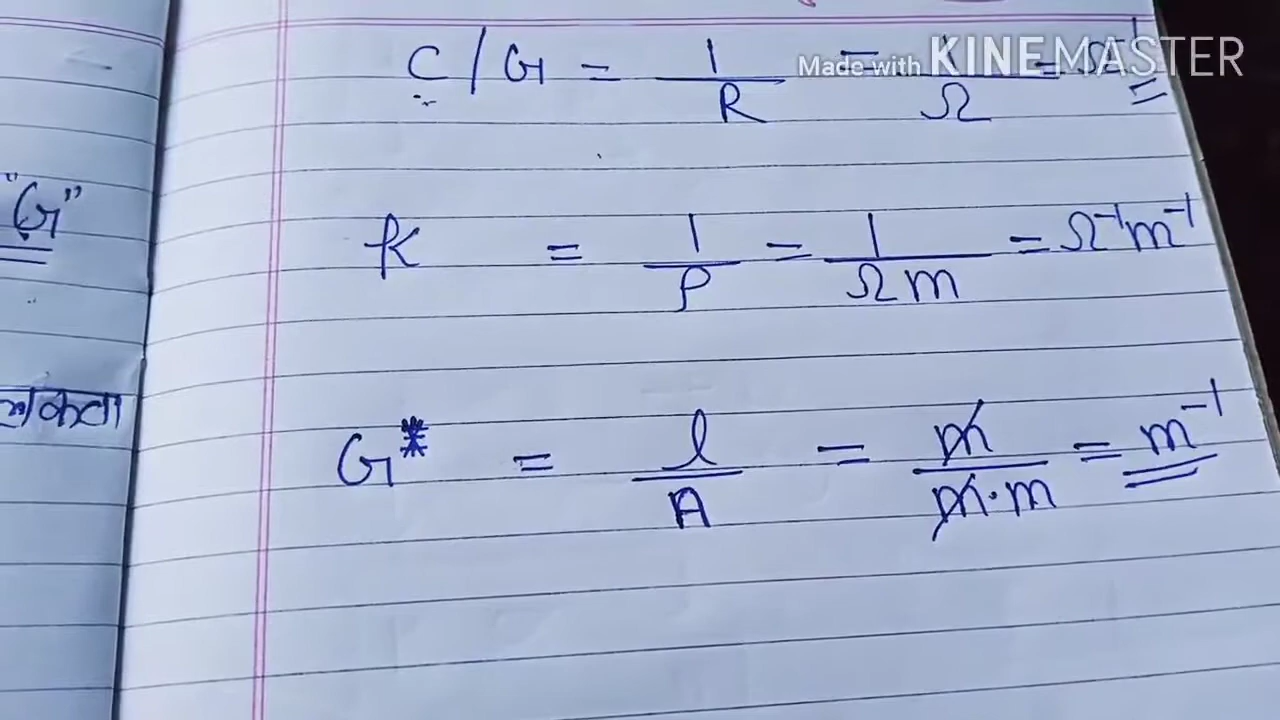 C / G = 1/R = 1/Ω = Ω⁻¹
Made with KINEMASTER
"G"
K = 1/ρ = 1/Ωm = Ω⁻¹m⁻¹
G* = l/A = m/m·m = m⁻¹